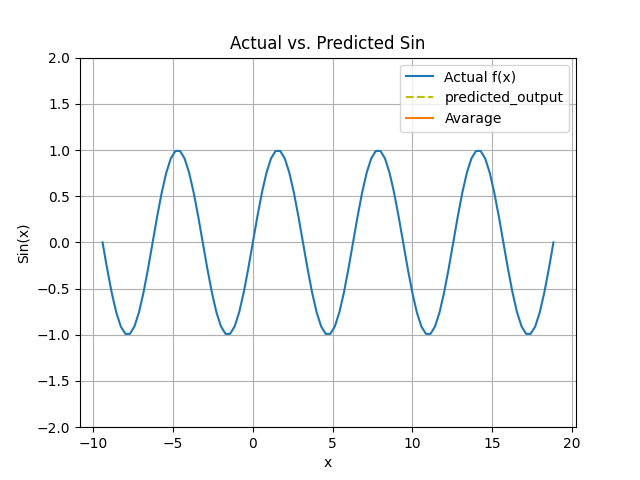 Actual vs. Predicted Sin
Actual f(x)
predicted_output
Avarage
2.0
1.5
1.0
0.5
0.0
−0.5
−1.0
−1.5
−2.0
Sin(x)
−10 −5 0 5 10 15 20
x